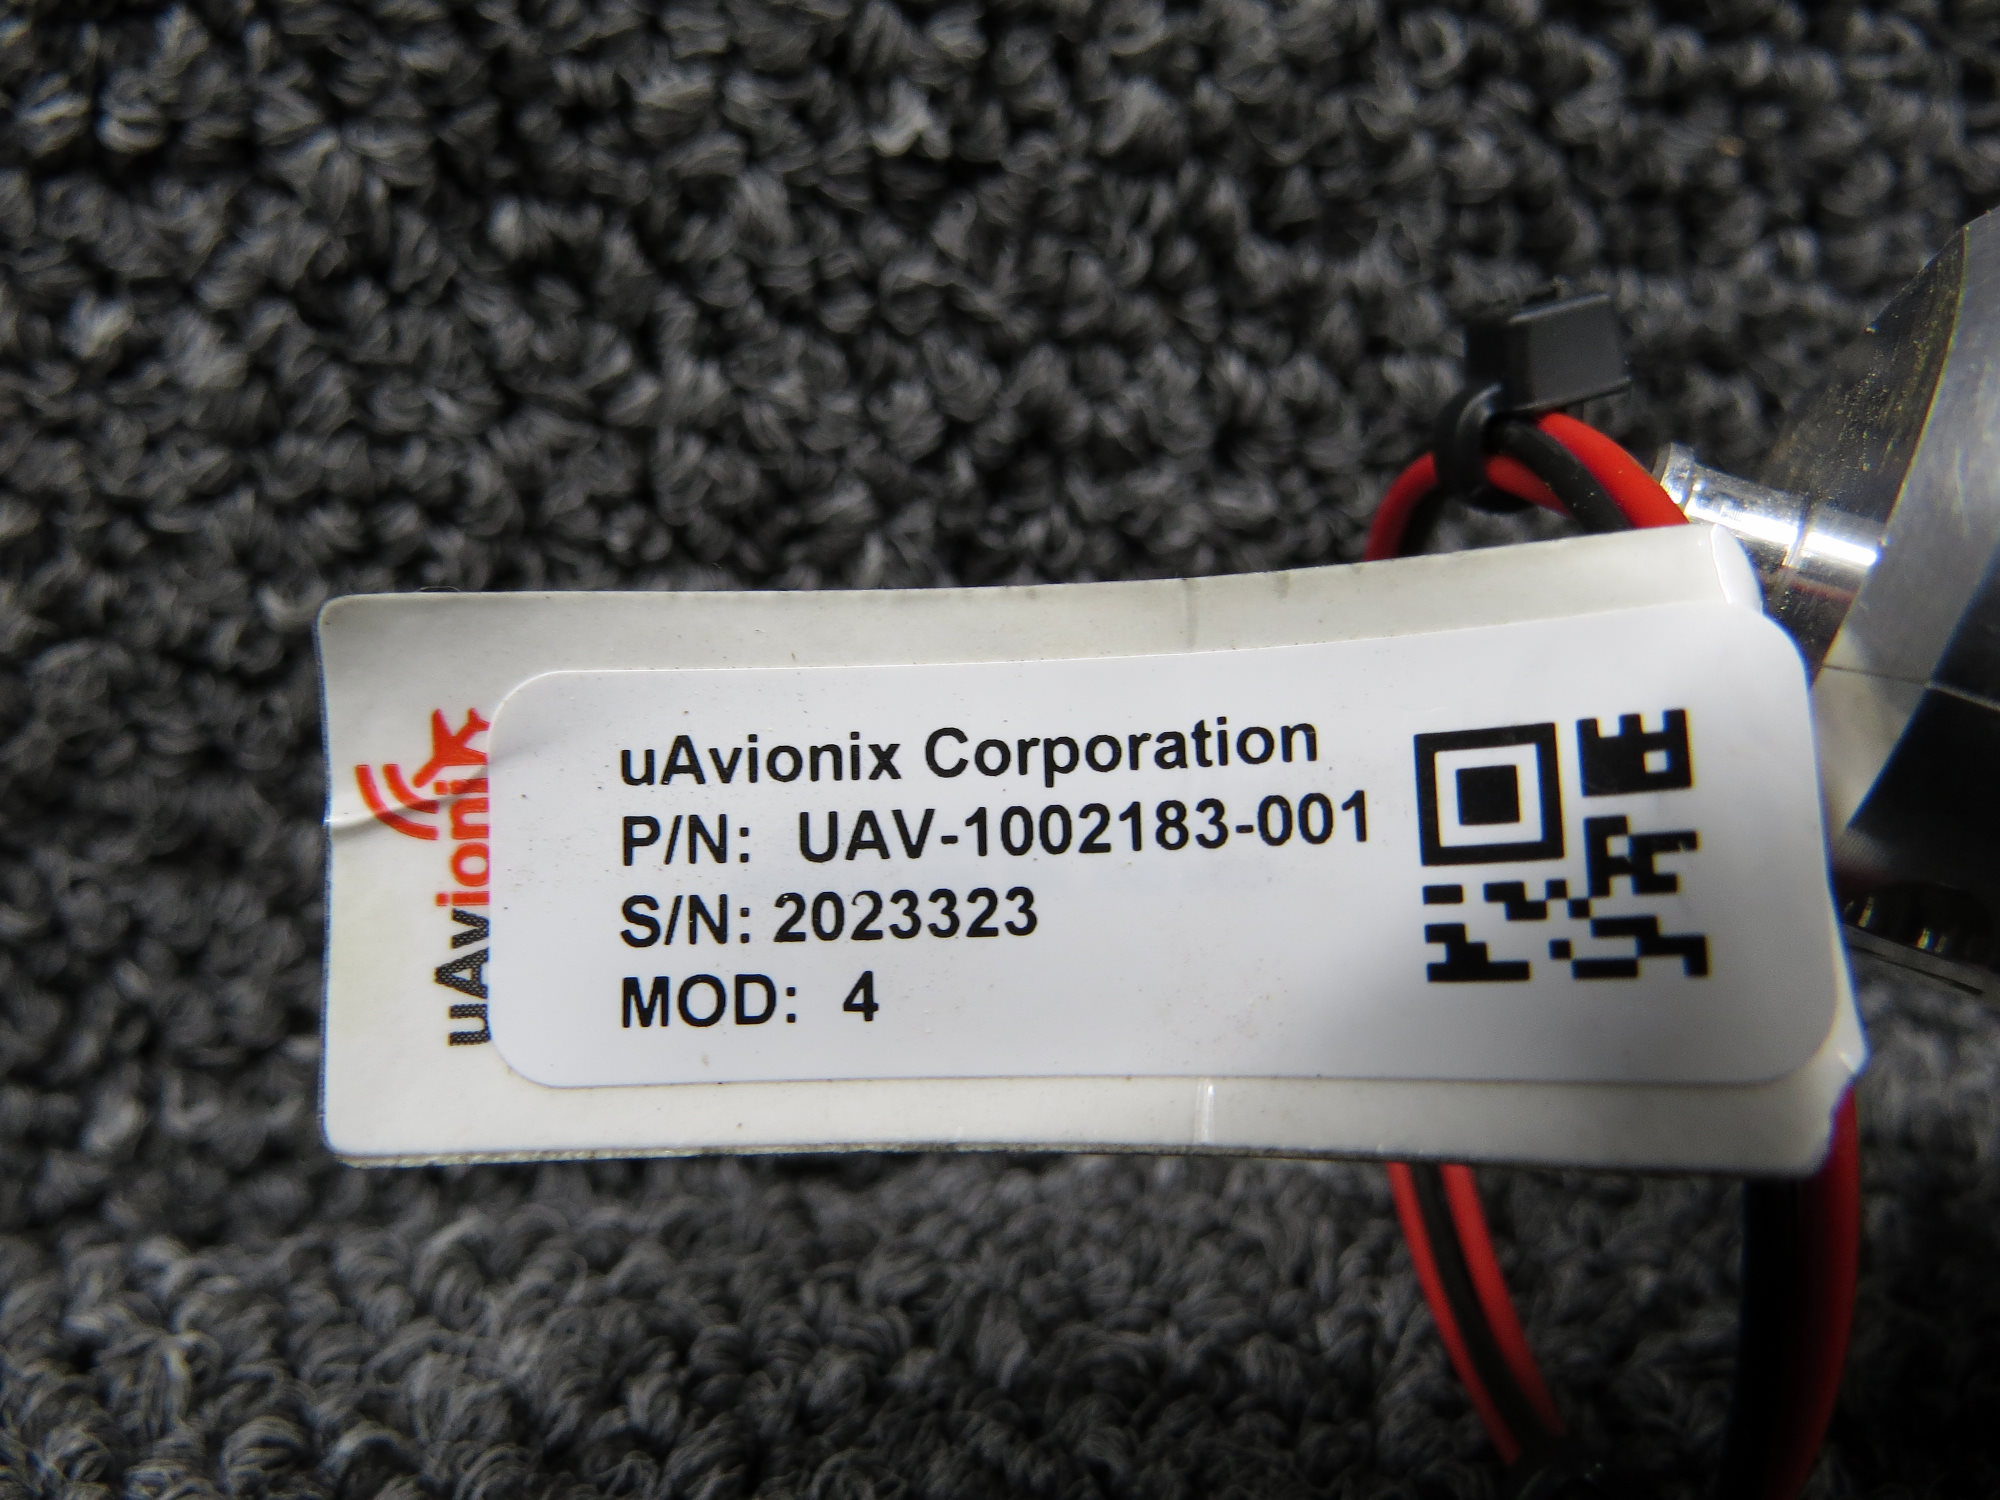 uAvionix Corporation
P/N: UAV-1002183-001
S/N: 2023323
MOD: 4
uAvioni